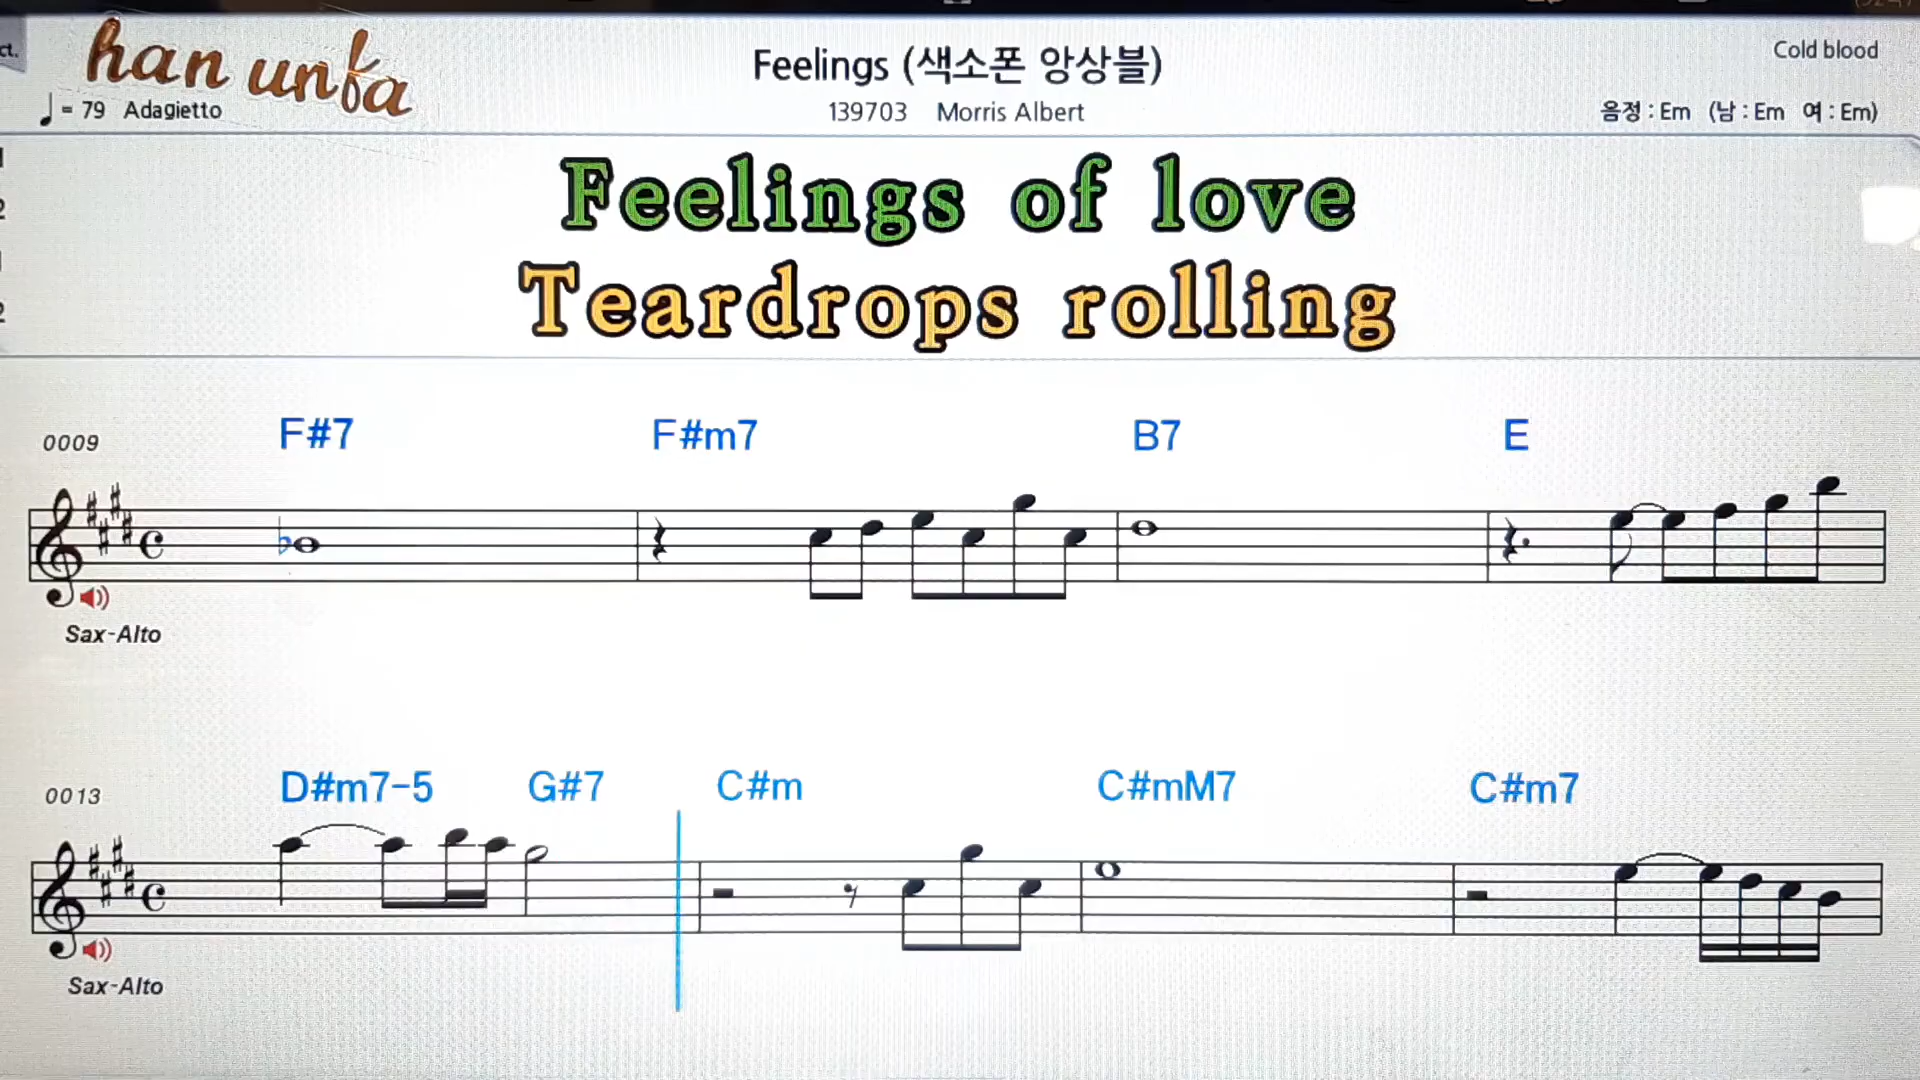 ct.
han unfa
Feelings (색소폰 앙상블)
Cold blood
♩ = 79 Adagietto
139703 Morris Albert
음정 : Em (남 : Em 여 : Em)
Feelings of love
Teardrops rolling
0009 F#7 F#m7 B7 E
Sax-Alto
0013 D#m7-5 G#7 C#m C#mM7 C#m7
Sax-Alto